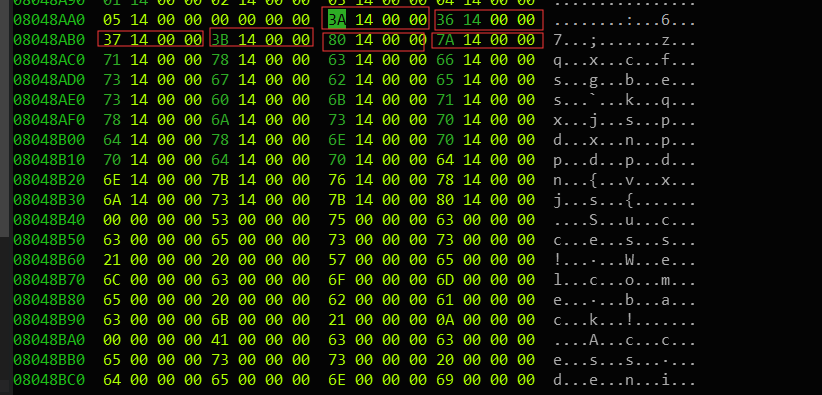 08048AA0 05 14 00 00 00 00 00 00 3A 14 00 00 36 14 00 00 ........:...6...
08048AB0 37 14 00 00 3B 14 00 00 80 14 00 00 7A 14 00 00 7...;.......z...
08048AC0 71 14 00 00 78 14 00 00 63 14 00 00 66 14 00 00 q...x...c...f...
08048AD0 73 14 00 00 67 14 00 00 62 14 00 00 65 14 00 00 s...g...b...e...
08048AE0 73 14 00 00 60 14 00 00 6B 14 00 00 71 14 00 00 s...`...k...q...
08048AF0 78 14 00 00 6A 14 00 00 73 14 00 00 70 14 00 00 x...j...s...p...
08048B00 64 14 00 00 78 14 00 00 6E 14 00 00 70 14 00 00 d...x...n...p...
08048B10 70 14 00 00 64 14 00 00 70 14 00 00 64 14 00 00 p...d...p...d...
08048B20 6E 14 00 00 7B 14 00 00 76 14 00 00 78 14 00 00 n...{...v...x...
08048B30 6A 14 00 00 73 14 00 00 7B 14 00 00 80 14 00 00 j...s...{.......
08048B40 00 00 00 00 53 00 00 00 75 00 00 00 63 00 00 00 ....S...u...c...
08048B50 63 00 00 00 65 00 00 00 73 00 00 00 73 00 00 00 c...e...s...s...
08048B60 21 00 00 00 20 00 00 00 57 00 00 00 65 00 00 00 !...·...W...e...
08048B70 6C 00 00 00 63 00 00 00 6F 00 00 00 6D 00 00 00 l...c...o...m...
08048B80 65 00 00 00 20 00 00 00 62 00 00 00 61 00 00 00 e...·...b...a...
08048B90 63 00 00 00 6B 00 00 00 21 00 00 00 0A 00 00 00 c...k...!.......
08048BA0 00 00 00 00 41 00 00 00 63 00 00 00 63 00 00 00 ....A...c...c...
08048BB0 65 00 00 00 73 00 00 00 73 00 00 00 20 00 00 00 e...s...s...·...
08048BC0 64 00 00 00 65 00 00 00 6E 00 00 00 69 00 00 00 d...e...n...i...